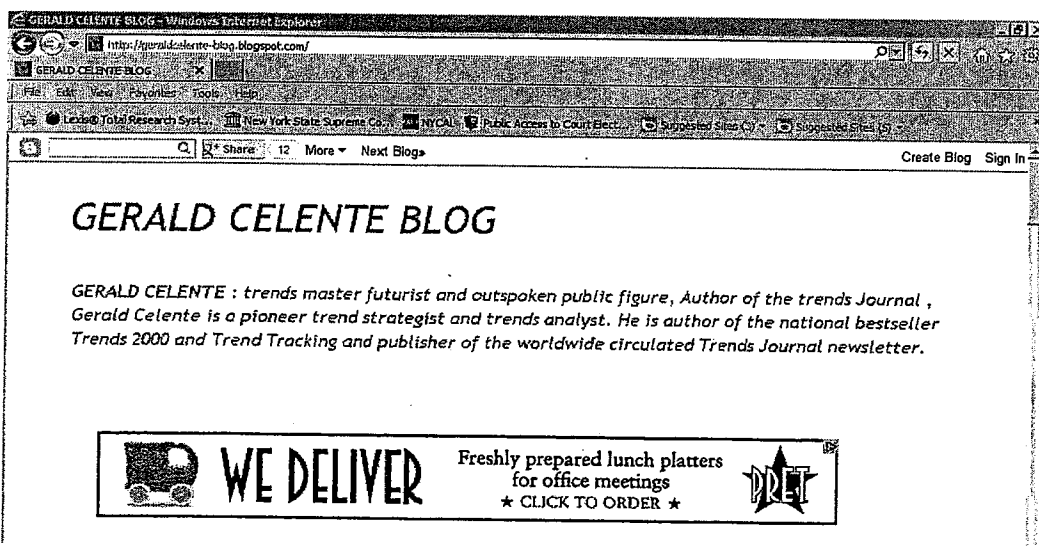 GERALD CELENTE BLOG - Windows Internet Explorer
http://geraldcelente-blog.blogspot.com/
GERALD CELENTE BLOG
File Edit View Favorites Tools Help
Lexis® Total Research Syst... New York State Supreme Co... NYCAL Public Access to Court Elect... Suggested Sites (3) Suggested Sites (5)
Share 12 More Next Blog» Create Blog Sign In
GERALD CELENTE BLOG
GERALD CELENTE : trends master futurist and outspoken public figure, Author of the trends Journal ,
Gerald Celente is a pioneer trend strategist and trends analyst. He is author of the national bestseller
Trends 2000 and Trend Tracking and publisher of the worldwide circulated Trends Journal newsletter.
WE DELIVER
Freshly prepared lunch platters
for office meetings
★ CLICK TO ORDER ★
PRET